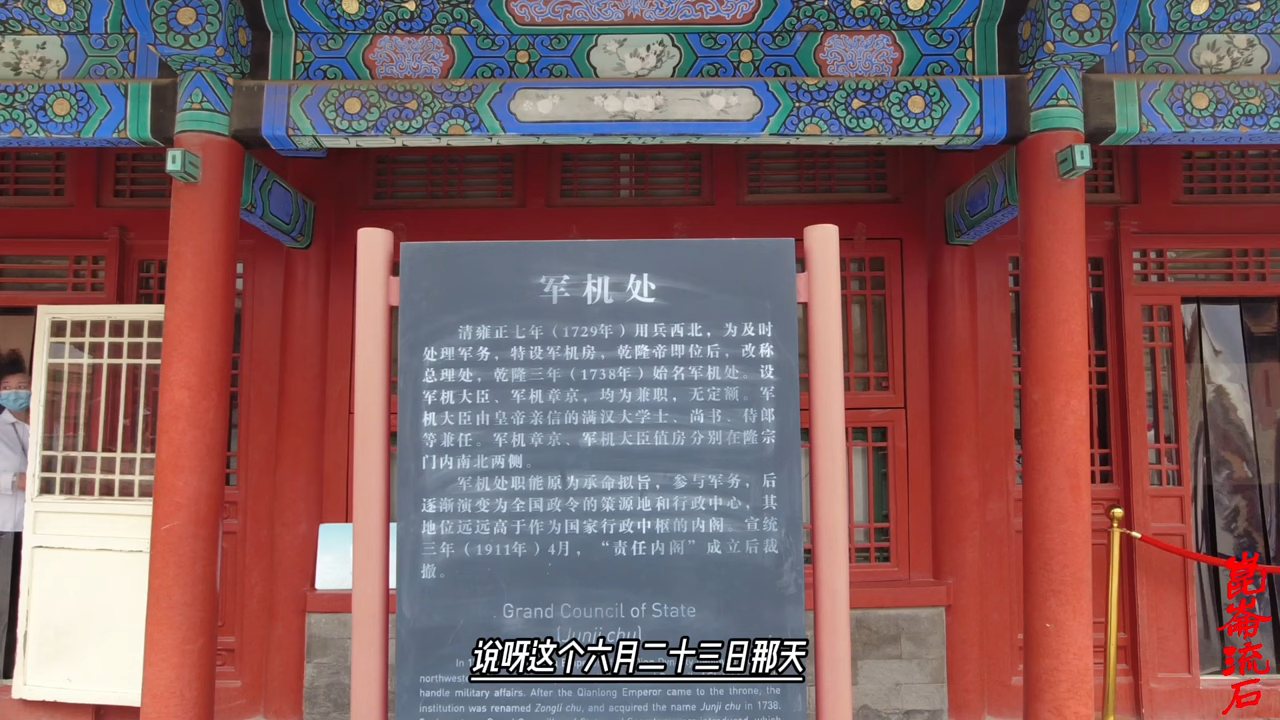 军机处
清雍正七年（1729年）用兵西北，为及时
处理军务，特设军机房，乾隆帝即位后，改称
总理处，乾隆三年（1738年）始名军机处。设
军机大臣、军机章京，均为兼职，无定额。军
机大臣由皇帝亲信的满汉大学士、尚书、侍郎
等兼任。军机章京、军机大臣值房分别在隆宗
门内南北两侧。
军机处职能原为承命拟旨，参与军务，后
逐渐演变为全国政令的策源地和行政中心，其
地位远远高于作为国家行政中枢的内阁。宣统
三年（1911年）4月，“责任内阁”成立后裁
撤。
Grand Council of State
(Junji chu)
说呀这个六月二十三日那天
northwest
handle military affairs. After the Qianlong Emperor came to the throne, the
institution was renamed Zongli chu, and acquired the name Junji chu in 1738.
崑崙流石